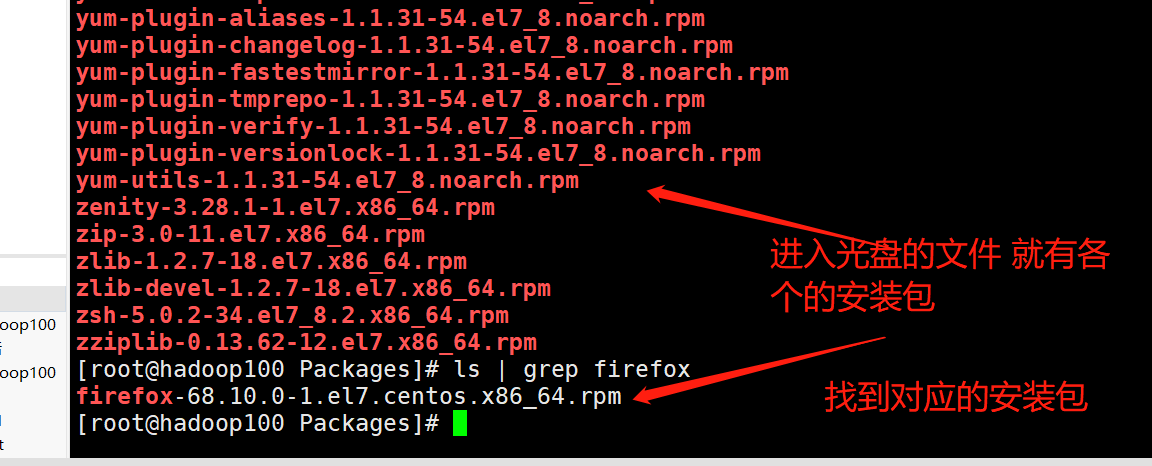 yum-plugin-aliases-1.1.31-54.el7_8.noarch.rpm
yum-plugin-changelog-1.1.31-54.el7_8.noarch.rpm
yum-plugin-fastestmirror-1.1.31-54.el7_8.noarch.rpm
yum-plugin-tmprepo-1.1.31-54.el7_8.noarch.rpm
yum-plugin-verify-1.1.31-54.el7_8.noarch.rpm
yum-plugin-versionlock-1.1.31-54.el7_8.noarch.rpm
yum-utils-1.1.31-54.el7_8.noarch.rpm
zenity-3.28.1-1.el7.x86_64.rpm
zip-3.0-11.el7.x86_64.rpm
zlib-1.2.7-18.el7.x86_64.rpm
zlib-devel-1.2.7-18.el7.x86_64.rpm
zsh-5.0.2-34.el7_8.2.x86_64.rpm
zziplib-0.13.62-12.el7.x86_64.rpm
[root@hadoop100 Packages]# ls | grep firefox
firefox-68.10.0-1.el7.centos.x86_64.rpm
[root@hadoop100 Packages]#
进入光盘的文件 就有各
个的安装包
找到对应的安装包
oop100
oop100